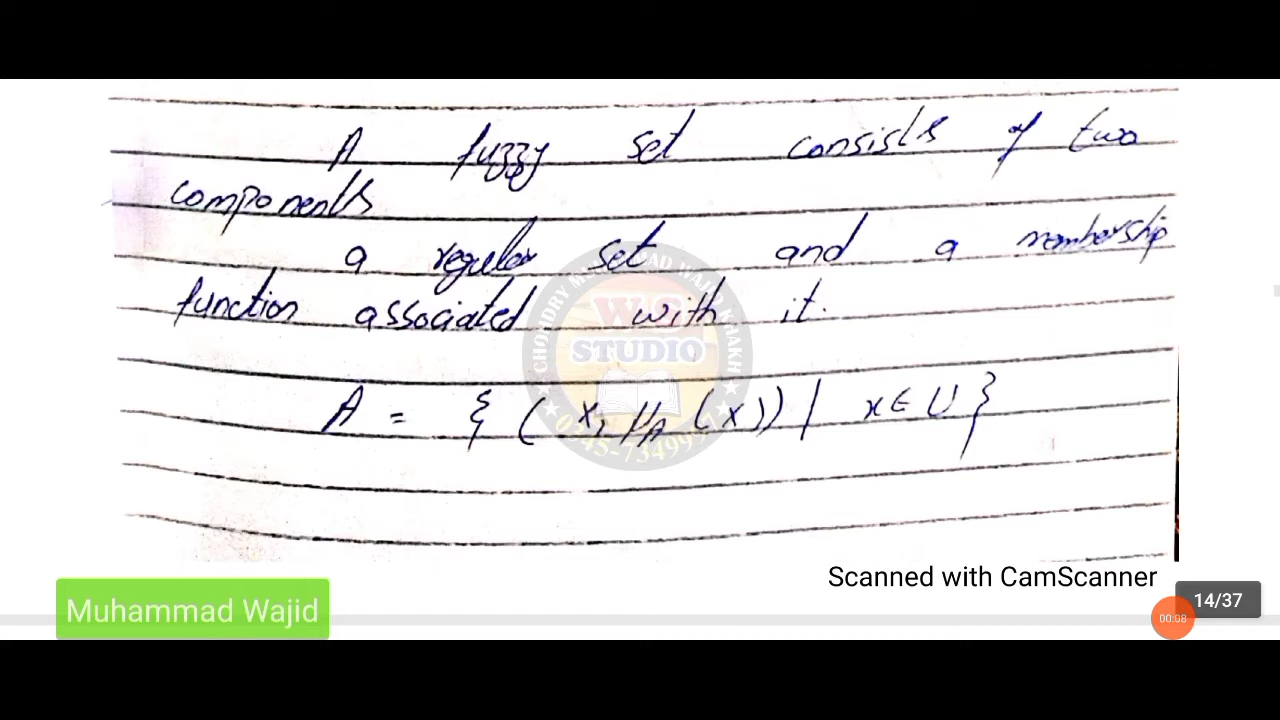 A fuzzy set consists of two
components
a regular set and a membership
function associated with it.
A = { ( x, μA (x)) | x ∈ U }
W.S
STUDIO
Scanned with CamScanner
Muhammad Wajid
14/37
00:08